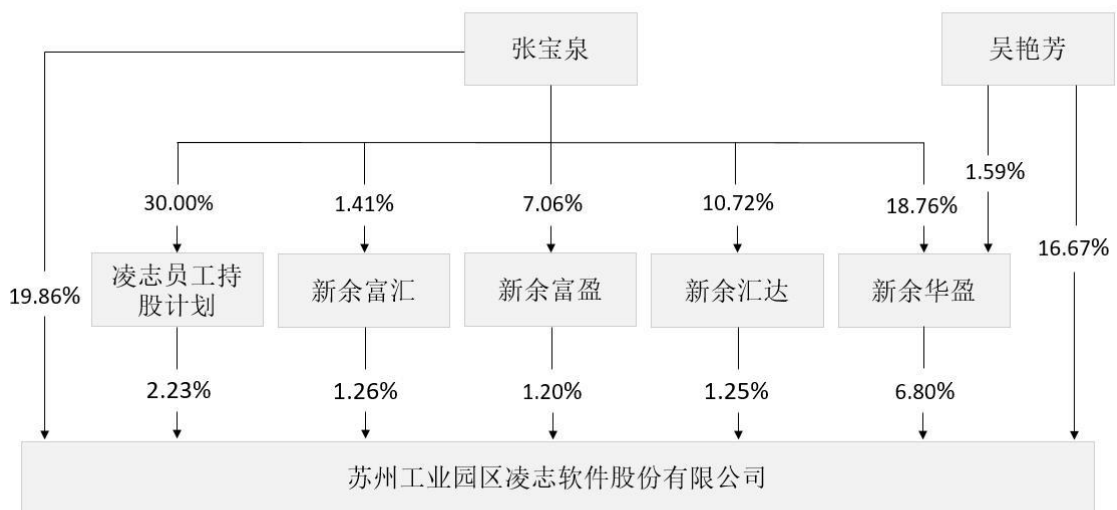 张宝泉
吴艳芳
1.59%
30.00%
1.41%
7.06%
10.72%
18.76%
16.67%
19.86%
凌志员工持
股计划
新余富汇
新余富盈
新余汇达
新余华盈
2.23%
1.26%
1.20%
1.25%
6.80%
苏州工业园区凌志软件股份有限公司